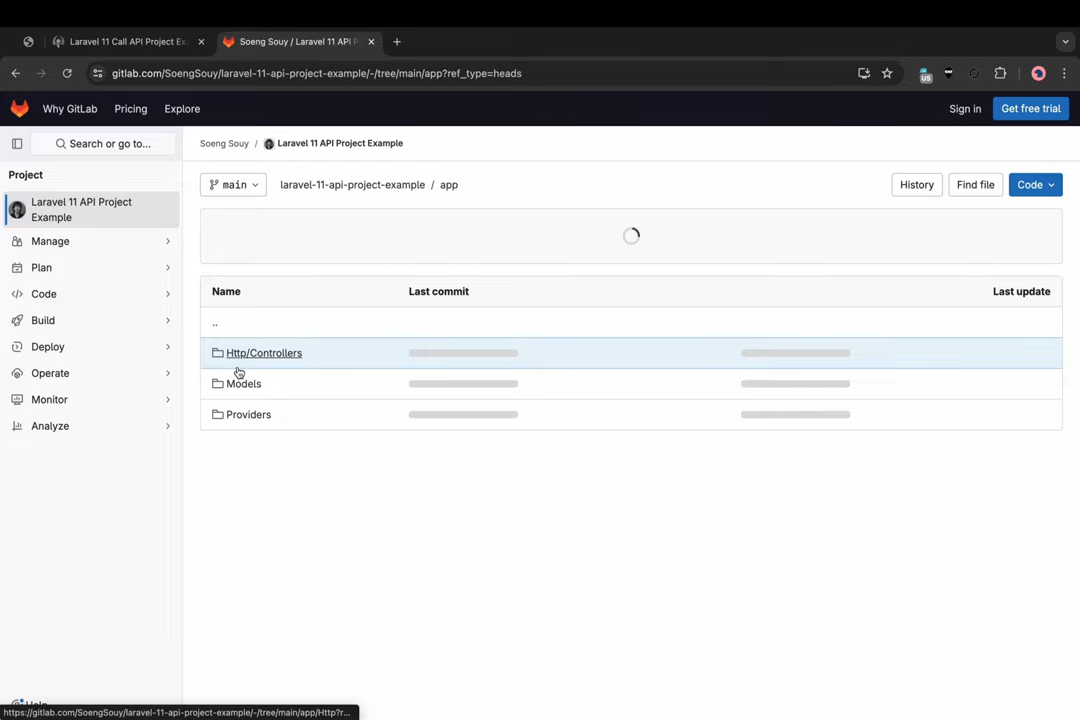 Laravel 11 Call API Project Ex
Soeng Souy / Laravel 11 API P
gitlab.com/SoengSouy/laravel-11-api-project-example/-/tree/main/app?ref_type=heads
US
Why GitLab
Pricing
Explore
Sign in
Get free trial
Search or go to...
Soeng Souy / Laravel 11 API Project Example
Project
main
laravel-11-api-project-example / app
History
Find file
Code
Laravel 11 API Project
Example
Manage
Plan
Code
Build
Deploy
Operate
Monitor
Analyze
Name
Last commit
Last update
..
Http/Controllers
Models
Providers
Help
https://gitlab.com/SoengSouy/laravel-11-api-project-example/-/tree/main/app/Http?r...